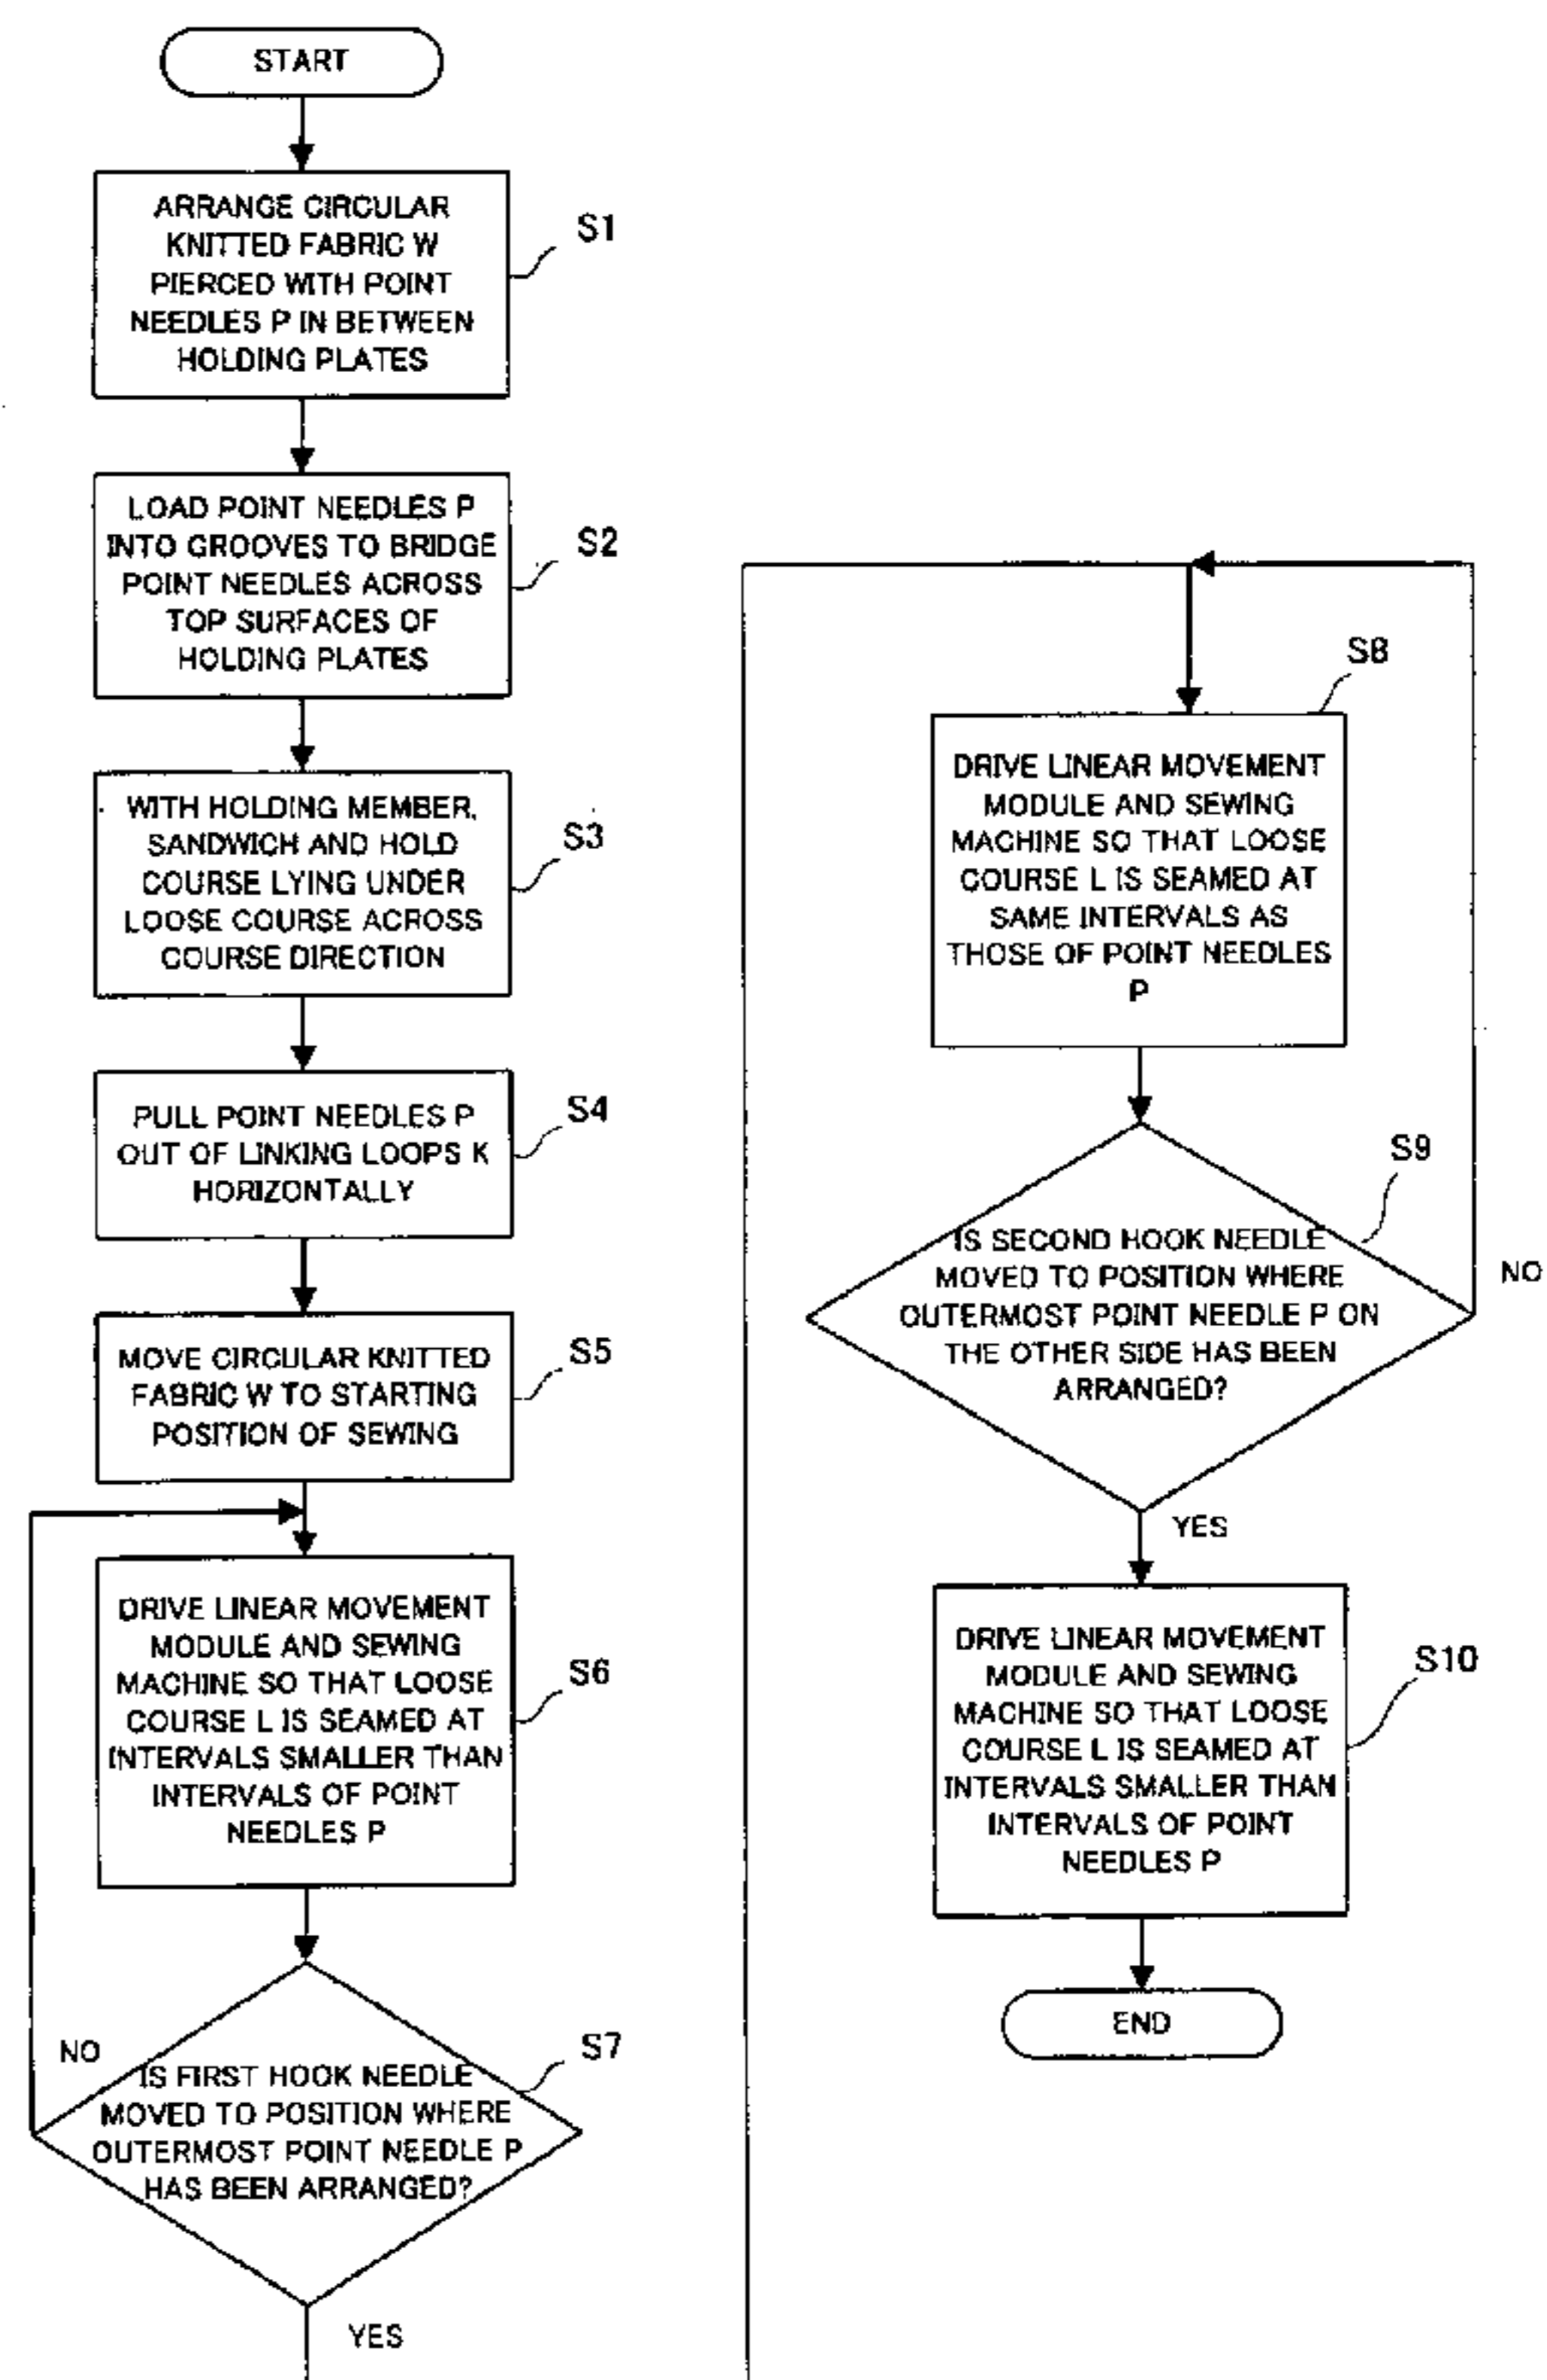 START
ARRANGE CIRCULAR
KNITTED FABRIC W
PIERCED WITH POINT
NEEDLES P IN BETWEEN
HOLDING PLATES
S1
LOAD POINT NEEDLES P
INTO GROOVES TO BRIDGE
POINT NEEDLES ACROSS
TOP SURFACES OF
HOLDING PLATES
S2
WITH HOLDING MEMBER,
SANDWICH AND HOLD
COURSE LYING UNDER
LOOSE COURSE ACROSS
COURSE DIRECTION
S3
PULL POINT NEEDLES P
OUT OF LINKING LOOPS K
HORIZONTALLY
S4
MOVE CIRCULAR KNITTED
FABRIC W TO STARTING
POSITION OF SEWING
S5
DRIVE LINEAR MOVEMENT
MODULE AND SEWING
MACHINE SO THAT LOOSE
COURSE L IS SEAMED AT
INTERVALS SMALLER THAN
INTERVALS OF POINT
NEEDLES P
S6
NO
IS FIRST HOOK NEEDLE
MOVED TO POSITION WHERE
OUTERMOST POINT NEEDLE P
HAS BEEN ARRANGED?
S7
YES
S8
DRIVE LINEAR MOVEMENT
MODULE AND SEWING
MACHINE SO THAT LOOSE
COURSE L IS SEAMED AT
SAME INTERVALS AS
THOSE OF POINT NEEDLES
P
S9
IS SECOND HOOK NEEDLE
MOVED TO POSITION WHERE
OUTERMOST POINT NEEDLE P ON
THE OTHER SIDE HAS BEEN
ARRANGED?
NO
YES
DRIVE LINEAR MOVEMENT
MODULE AND SEWING
MACHINE SO THAT LOOSE
COURSE L IS SEAMED AT
INTERVALS SMALLER THAN
INTERVALS OF POINT
NEEDLES P
S10
END